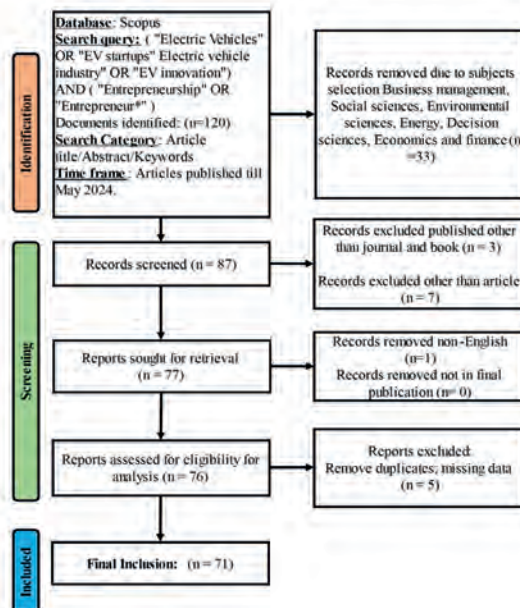 Identification
Database: Scopus
Search query: ( "Electric Vehicles"
OR "EV startups" Electric vehicle
industry" OR "EV innovation")
AND ( "Entrepreneurship" OR
"Entrepreneur*" )
Documents identified: (n=120)
Search Category: Article
title/Abstract/Keywords
Time frame: Articles published till
May 2024.
Records removed due to subjects
selection Business management,
Social sciences, Environmental
sciences, Energy, Decision
sciences, Economics and finance (n
=33)
Screening
Records screened (n = 87)
Records excluded published other
than journal and book (n = 3)
Records excluded other than article
(n = 7)
Reports sought for retrieval
(n = 77)
Records removed non-English
(n=1)
Records removed not in final
publication (n= 0)
Reports assessed for eligibility for
analysis (n = 76)
Reports excluded:
Remove duplicates, missing data
(n = 5)
Included
Final Inclusion: (n = 71)